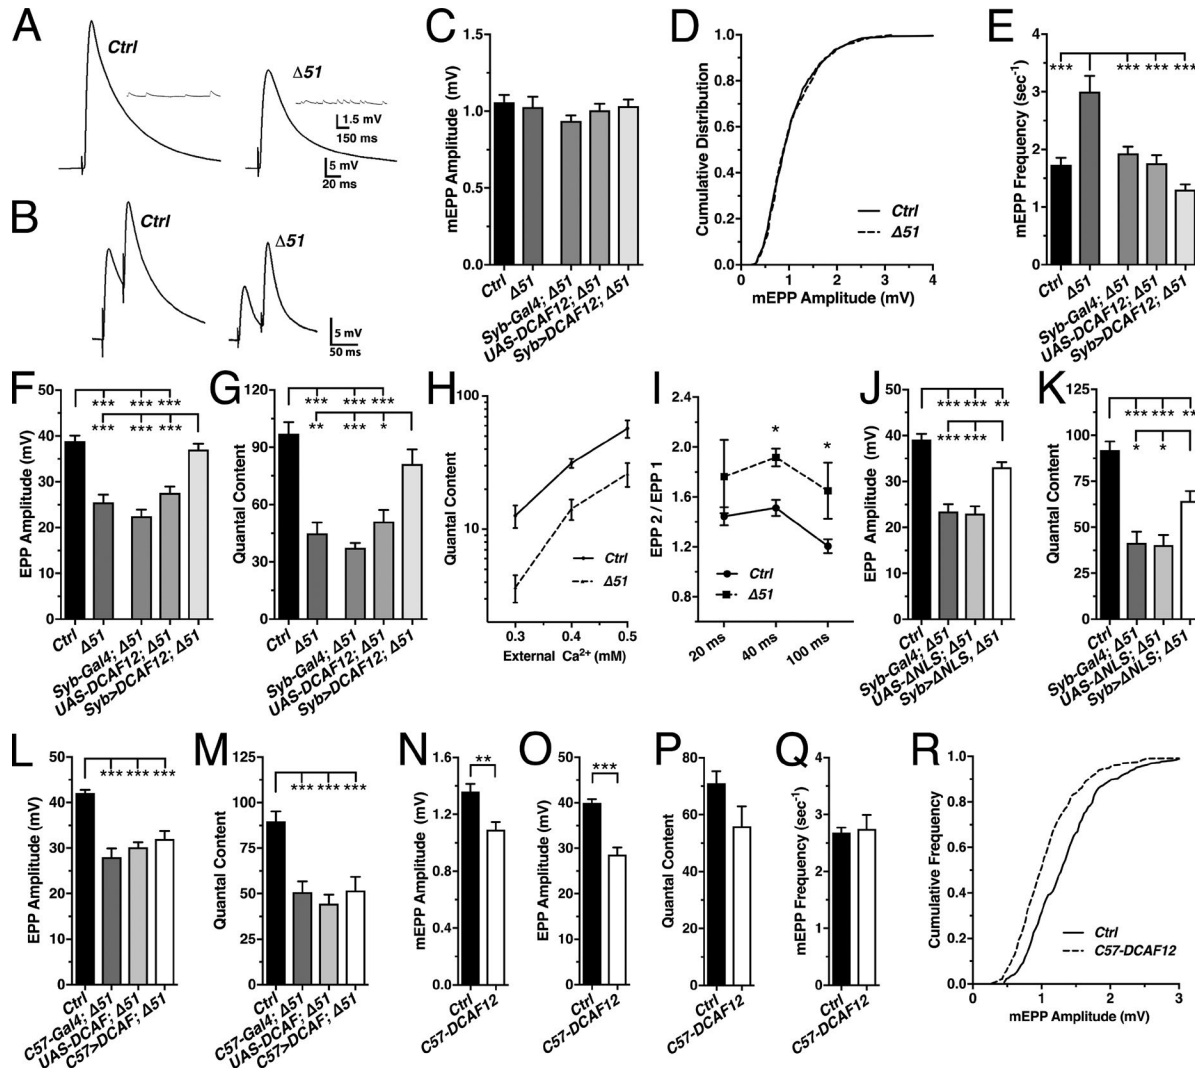 A
Ctrl
Δ51
1.5 mV
150 ms
5 mV
20 ms
B
Ctrl
Δ51
5 mV
50 ms
C
mEPP Amplitude (mV)
1.5
1.0
0.5
0.0
Ctrl
Δ51
Syb-Gal4; Δ51
UAS-DCAF12; Δ51
Syb>DCAF12; Δ51
D
Cumulative Distribution
1.0
0.8
0.6
0.4
0.2
0.0
Ctrl
Δ51
0 1 2 3 4
mEPP Amplitude (mV)
E
mEPP Frequency (sec⁻¹)
4
3
2
1
0
*** *** *** ***
Ctrl
Δ51
Syb-Gal4; Δ51
UAS-DCAF12; Δ51
Syb>DCAF12; Δ51
F
EPP Amplitude (mV)
50
40
30
20
10
0
*** *** ***
*** *** ***
Ctrl
Δ51
Syb-Gal4; Δ51
UAS-DCAF12; Δ51
Syb>DCAF12; Δ51
G
Quantal Content
120
90
60
30
0
*** *** ***
** *** *
Ctrl
Δ51
Syb-Gal4; Δ51
UAS-DCAF12; Δ51
Syb>DCAF12; Δ51
H
Quantal Content
100
10
Ctrl
Δ51
0.3 0.4 0.5
External Ca²⁺ (mM)
I
EPP 2 / EPP 1
2.4
2.0
1.6
1.2
0.8
* *
Ctrl
Δ51
20 ms
40 ms
100 ms
J
EPP Amplitude (mV)
50
40
30
20
10
0
*** *** **
*** ***
Ctrl
Syb-Gal4; Δ51
UAS-ΔNLS; Δ51
Syb>ΔNLS, Δ51
K
Quantal Content
125
100
75
50
25
0
*** *** **
* *
Ctrl
Syb-Gal4; Δ51
UAS-ΔNLS; Δ51
Syb>ΔNLS; Δ51
L
EPP Amplitude (mV)
50
40
30
20
10
0
*** *** ***
Ctrl
C57-Gal4; Δ51
UAS-DCAF; Δ51
C57>DCAF; Δ51
M
Quantal Content
125
100
75
50
25
0
*** *** ***
Ctrl
C57-Gal4; Δ51
UAS-DCAF; Δ51
C57>DCAF; Δ51
N
mEPP Amplitude (mV)
1.6
1.2
0.8
0.4
0.0
**
Ctrl
C57-DCAF12
O
EPP Amplitude (mV)
50
40
30
20
10
0
***
Ctrl
C57-DCAF12
P
Quantal Content
80
60
40
20
0
Ctrl
C57-DCAF12
Q
mEPP Frequency (sec⁻¹)
4
3
2
1
0
Ctrl
C57-DCAF12
R
Cumulative Frequency
1.0
0.8
0.6
0.4
0.2
0.0
Ctrl
C57-DCAF12
0 1 2 3
mEPP Amplitude (mV)